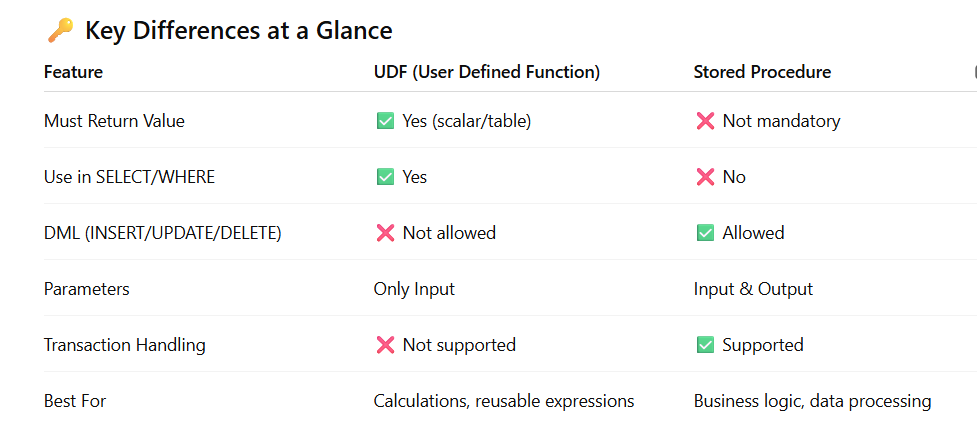 🔑 Key Differences at a Glance
Feature UDF (User Defined Function) Stored Procedure
Must Return Value ✅ Yes (scalar/table) ❌ Not mandatory
Use in SELECT/WHERE ✅ Yes ❌ No
DML (INSERT/UPDATE/DELETE) ❌ Not allowed ✅ Allowed
Parameters Only Input Input & Output
Transaction Handling ❌ Not supported ✅ Supported
Best For Calculations, reusable expressions Business logic, data processing